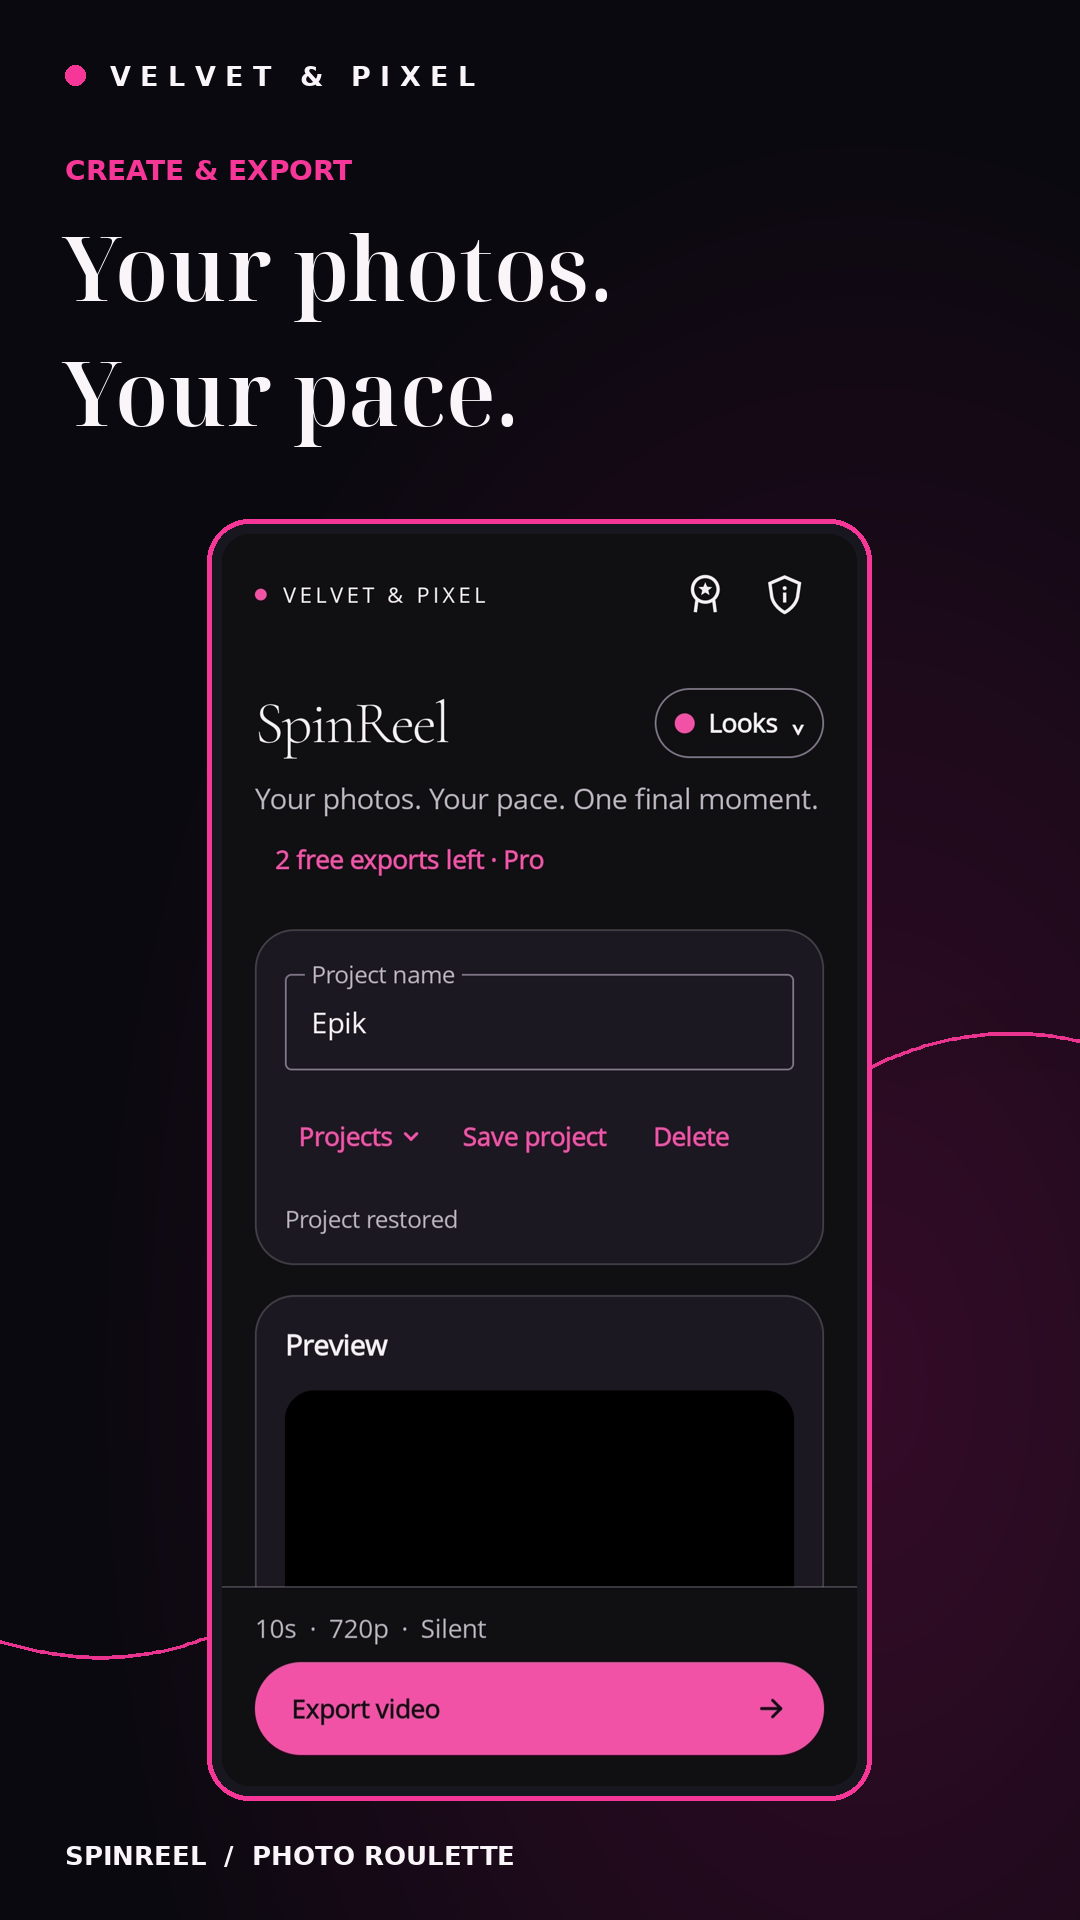 VELVET & PIXEL
CREATE & EXPORT
Your photos.
Your pace.
VELVET & PIXEL
SpinReel
Looks
Your photos. Your pace. One final moment.
2 free exports left · Pro
Project name
Epik
Projects Save project Delete
Project restored
Preview
10s · 720p · Silent
Export video →
SPINREEL / PHOTO ROULETTE